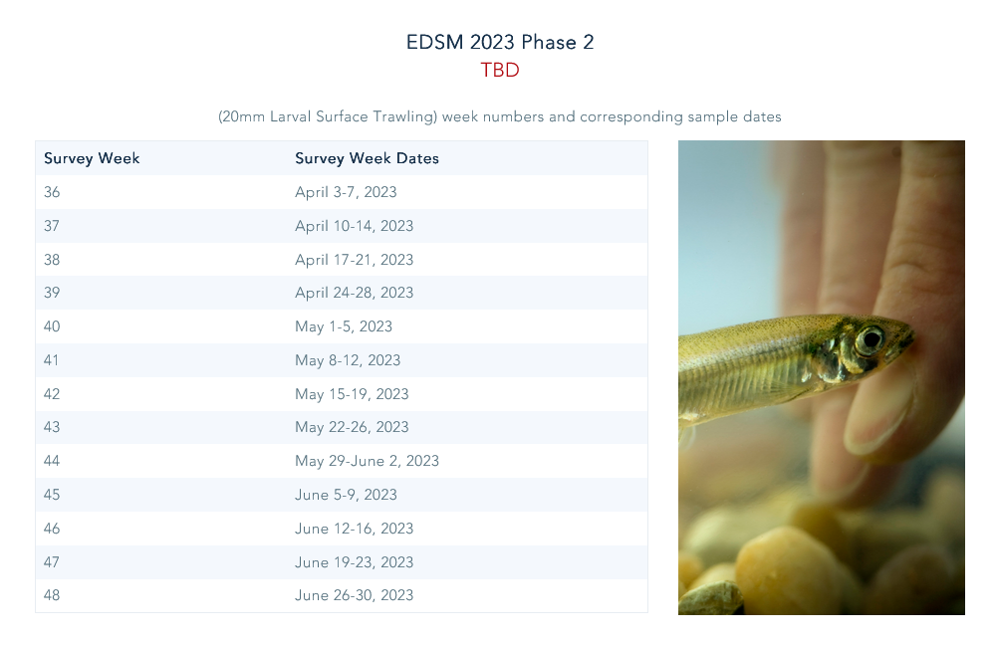 EDSM 2023 Phase 2
TBD
(20mm Larval Surface Trawling) week numbers and corresponding sample dates
Survey Week Survey Week Dates
36 April 3-7, 2023
37 April 10-14, 2023
38 April 17-21, 2023
39 April 24-28, 2023
40 May 1-5, 2023
41 May 8-12, 2023
42 May 15-19, 2023
43 May 22-26, 2023
44 May 29-June 2, 2023
45 June 5-9, 2023
46 June 12-16, 2023
47 June 19-23, 2023
48 June 26-30, 2023